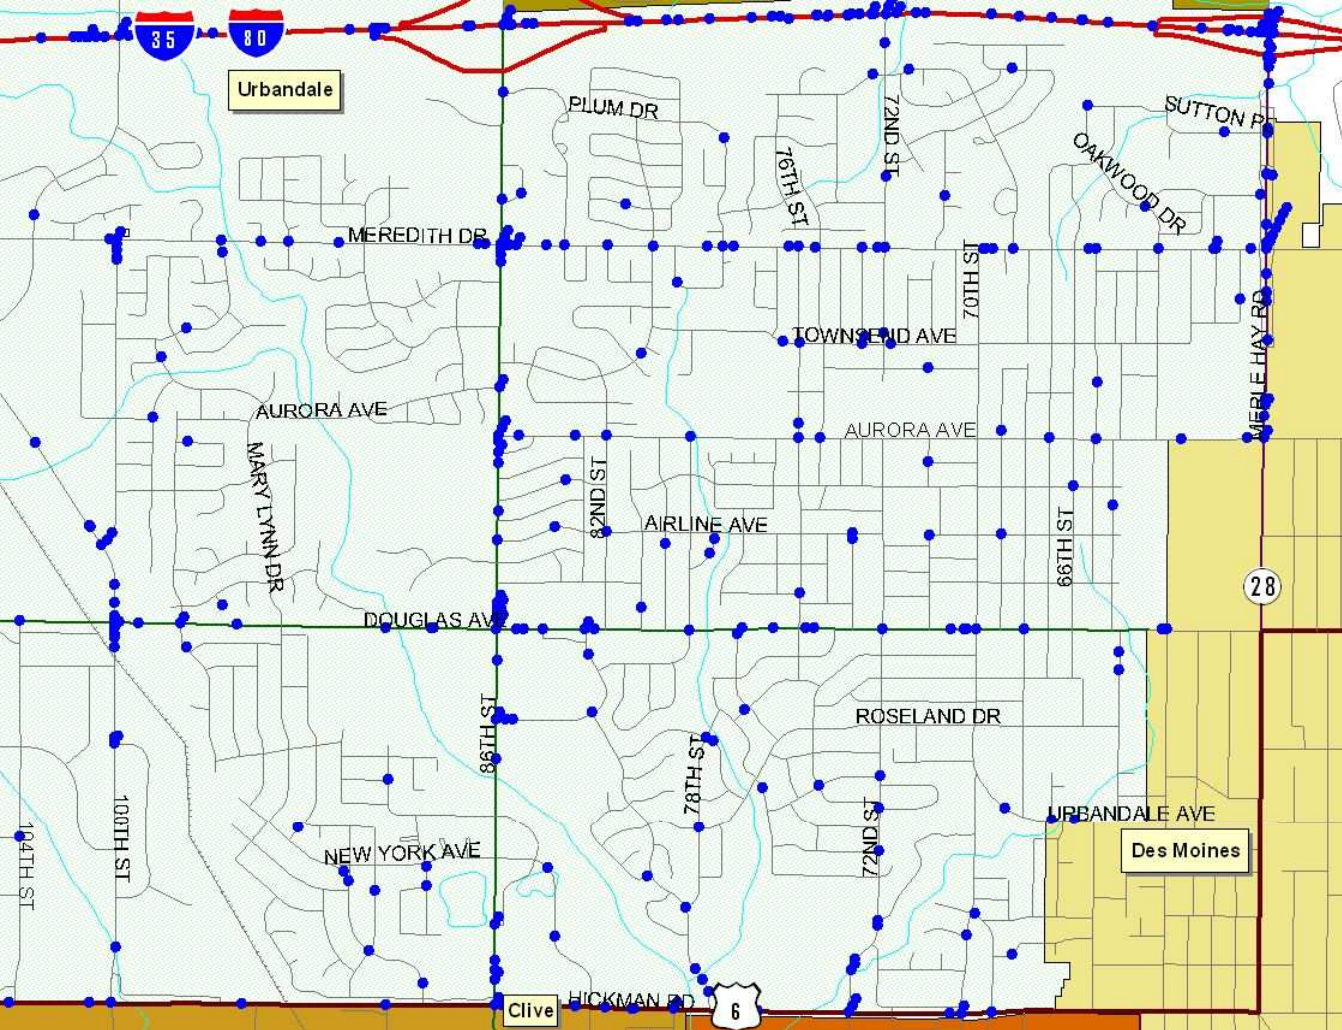 35
80
Urbandale
PLUM DR
72ND ST
SUTTON P
76TH ST
OAKWOOD DR
MEREDITH DR
70TH ST
TOWNSEND AVE
MERLE HAY RD
AURORA AVE
AURORA AVE
MARY LYNN DR
82ND ST
AIRLINE AVE
66TH ST
28
DOUGLAS AVE
86TH ST
ROSELAND DR
78TH ST
100TH ST
104TH ST
72ND ST
URBANDALE AVE
Des Moines
NEW YORK AVE
HICKMAN RD
Clive
6